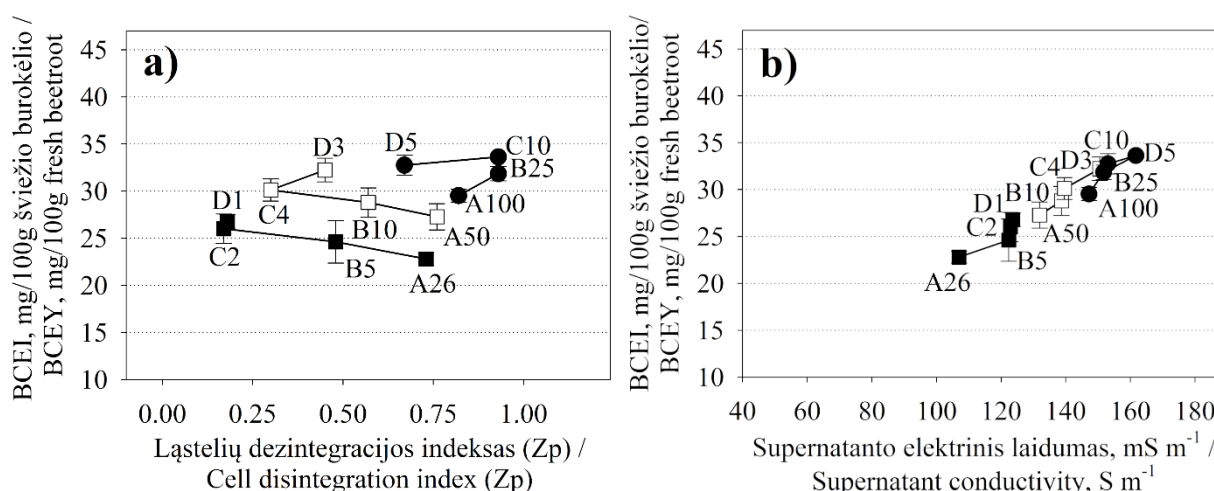 BCEI, mg/100g šviežio burokėlio /
BCEY, mg/100g fresh beetroot
a)
45
40
35
30
25
20
15
10
D3
D5
C10
B25
A100
D1
C4
C2
B10
B5
A50
A26
0.00 0.25 0.50 0.75 1.00
Ląstelių dezintegracijos indeksas (Zp) /
Cell disintegration index (Zp)
BCEI, mg/100g šviežio burokėlio/
BCEY, mg/100g fresh beetroot
b)
45
40
35
30
25
20
15
10
C10
D3
D5
C4
B25
B10
D1
A100
C2
A50
B5
A26
40 60 80 100 120 140 160 180
Supernatanto elektrinis laidumas, mS m⁻¹ /
Supernatant conductivity, S m⁻¹